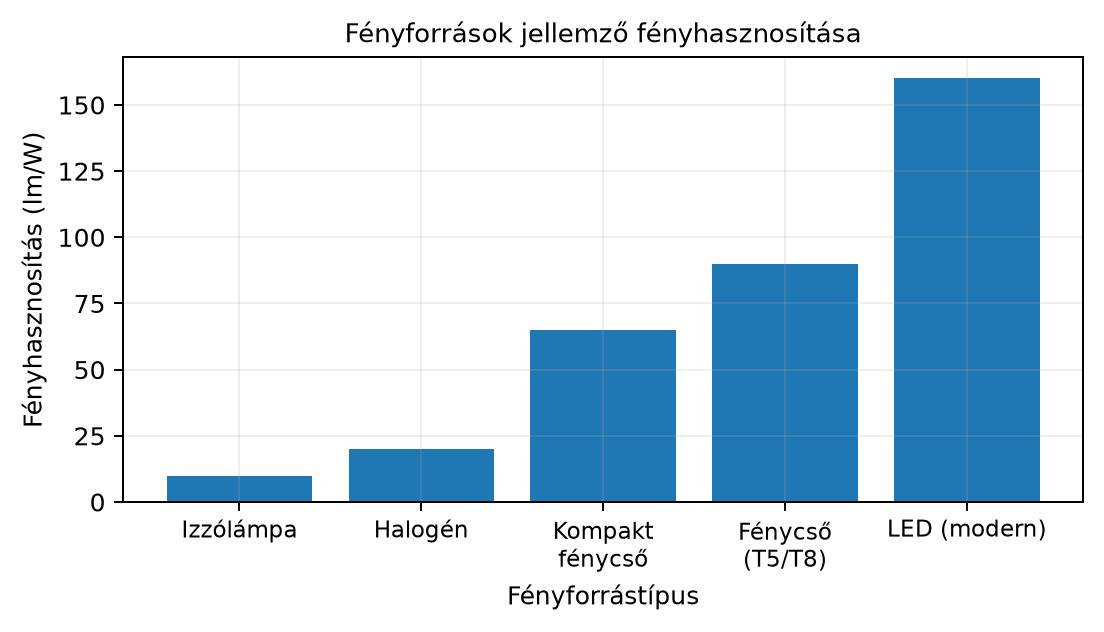 Fényforrások jellemző fényhasznosítása
Fényhasznosítás (lm/W)
150
125
100
75
50
25
0
Izzólámpa
Halogén
Kompakt
fénycső
Fénycső
(T5/T8)
LED (modern)
Fényforrástípus